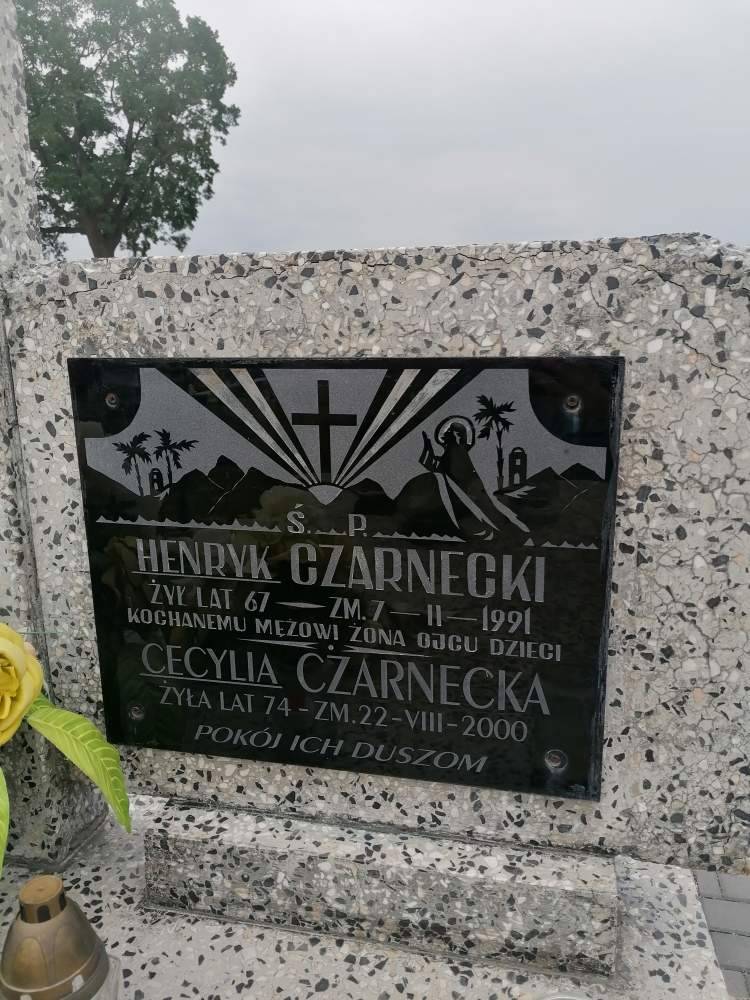 Ś. P.
HENRYK CZARNECKI
ŻYŁ LAT 67 — ZM. 7 — II — 1991
KOCHANEMU MĘŻOWI ŻONA OJCU DZIECI
CECYLIA CZARNECKA
ŻYŁA LAT 74 - ZM. 22 - VIII - 2000
POKÓJ ICH DUSZOM